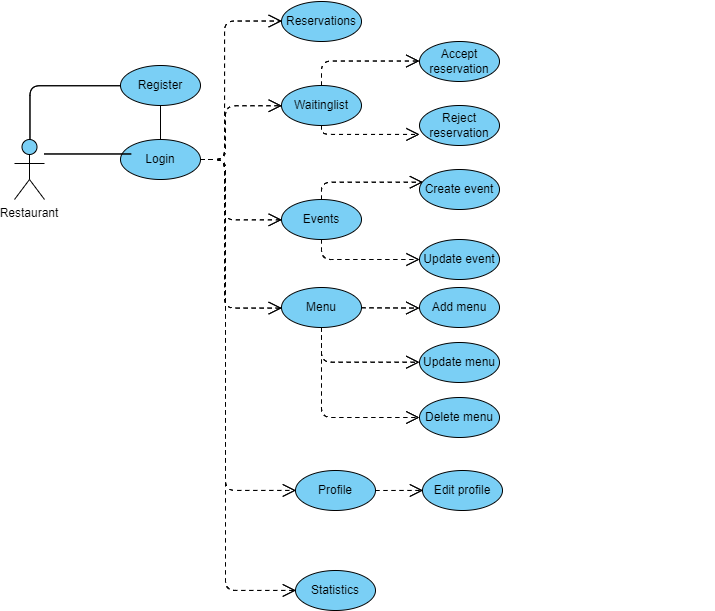 Reservations
Accept
reservation
Register
Waitinglist
Reject
reservation
Login
Restaurant
Create event
Events
Update event
Menu
Add menu
Update menu
Delete menu
Profile
Edit profile
Statistics